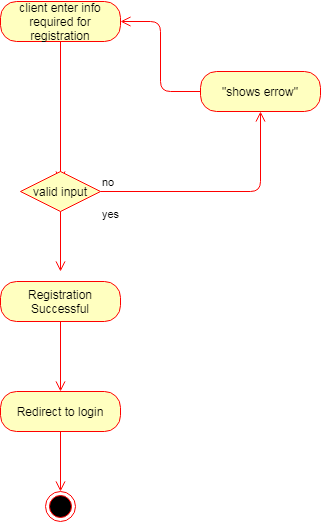 client enter info
required for
registration
"shows errow"
valid input
no
yes
Registration
Successful
Redirect to login